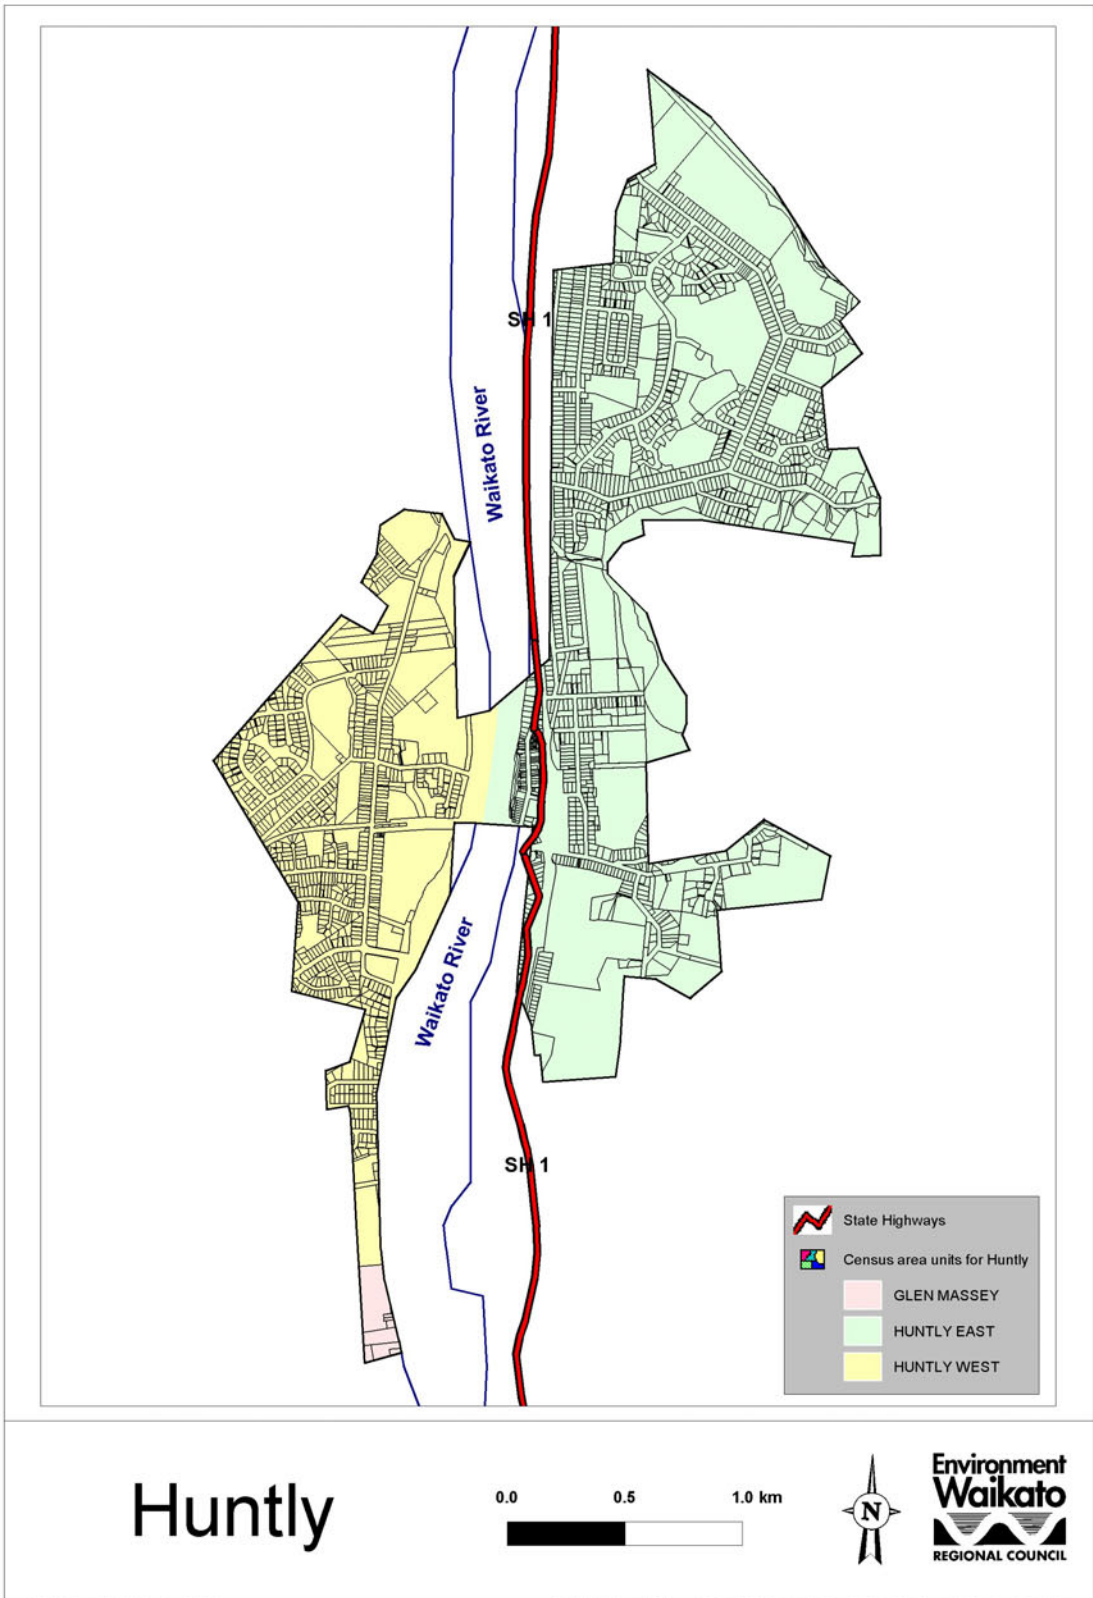 SH 1
Waikato River
Waikato River
SH 1
State Highways
Census area units for Huntly
GLEN MASSEY
HUNTLY EAST
HUNTLY WEST
Huntly
0.0 0.5 1.0 km
N
Environment
Waikato
REGIONAL COUNCIL